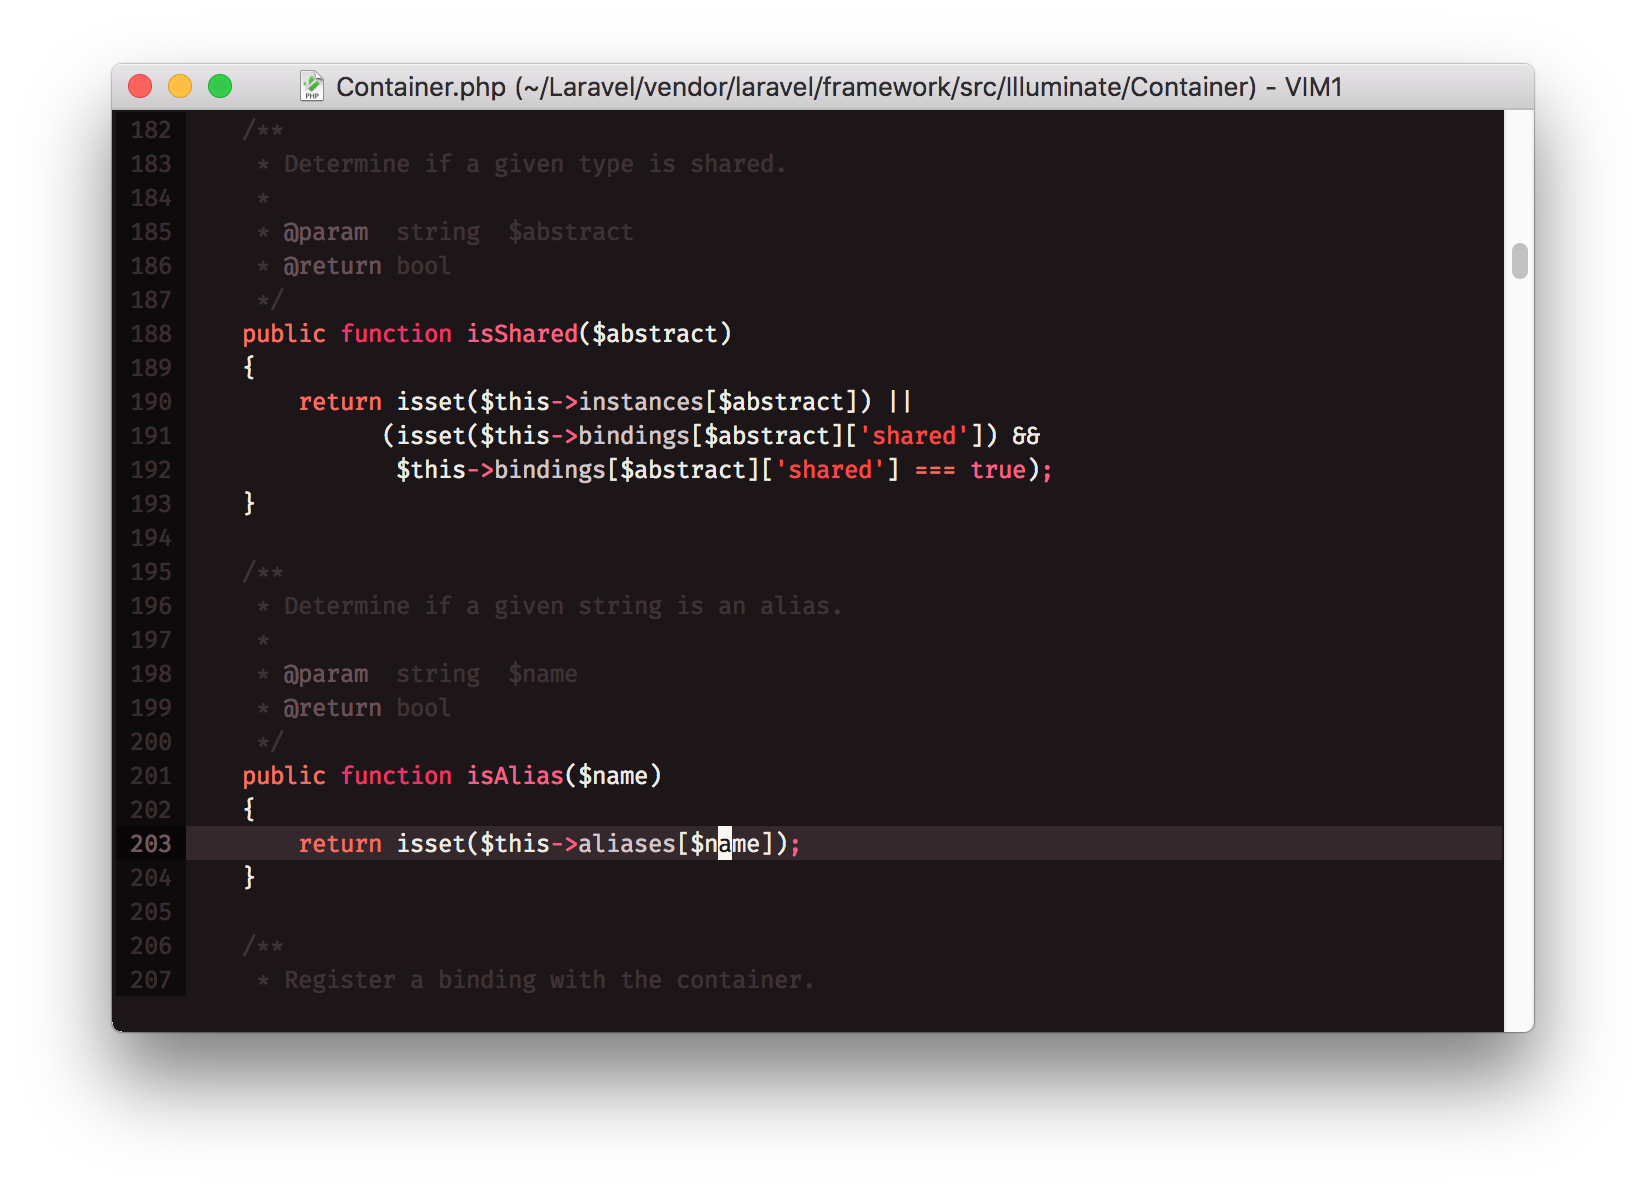 Container.php (~/Laravel/vendor/laravel/framework/src/Illuminate/Container) - VIM1
182     /**
183      * Determine if a given type is shared.
184      *
185      * @param  string  $abstract
186      * @return bool
187      */
188     public function isShared($abstract)
189     {
190         return isset($this->instances[$abstract]) ||
191               (isset($this->bindings[$abstract]['shared']) &&
192                $this->bindings[$abstract]['shared'] === true);
193     }
194
195     /**
196      * Determine if a given string is an alias.
197      *
198      * @param  string  $name
199      * @return bool
200      */
201     public function isAlias($name)
202     {
203         return isset($this->aliases[$name]);
204     }
205
206     /**
207      * Register a binding with the container.
PHP